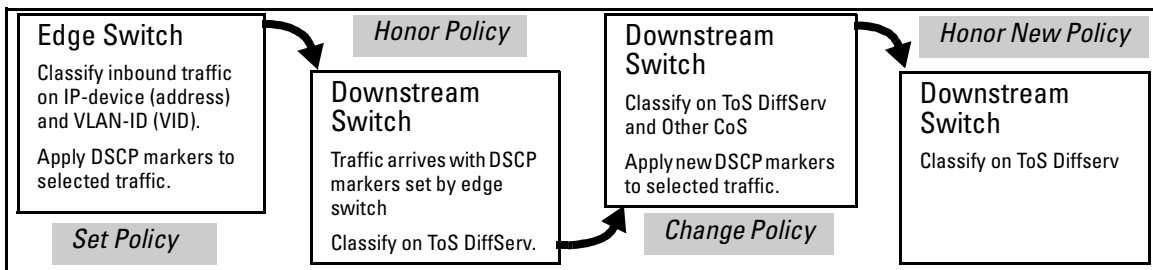 Edge Switch
Classify inbound traffic
on IP-device (address)
and VLAN-ID (VID).
Apply DSCP markers to
selected traffic.
Set Policy
Honor Policy
Downstream
Switch
Traffic arrives with DSCP
markers set by edge
switch
Classify on ToS DiffServ.
Downstream
Switch
Classify on ToS DiffServ
and Other CoS
Apply new DSCP markers
to selected traffic.
Change Policy
Honor New Policy
Downstream
Switch
Classify on ToS Diffserv